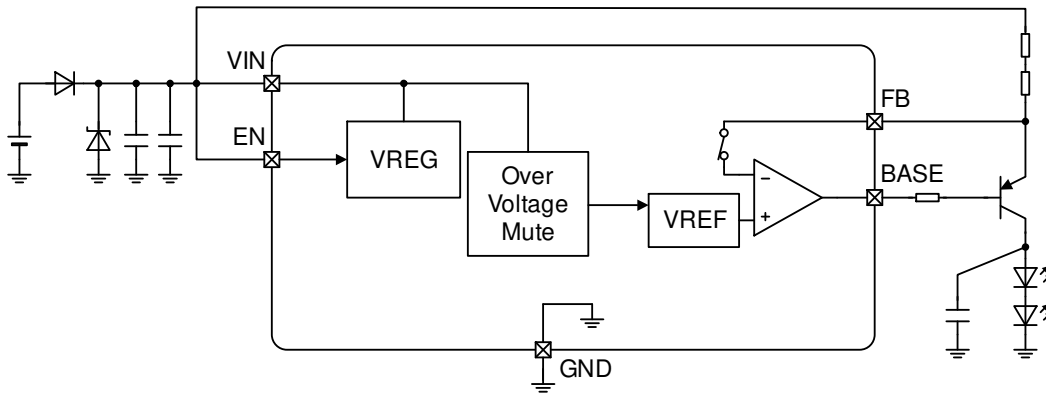 VIN
FB
EN
VREG
Over
Voltage
Mute
BASE
VREF
−
+
GND